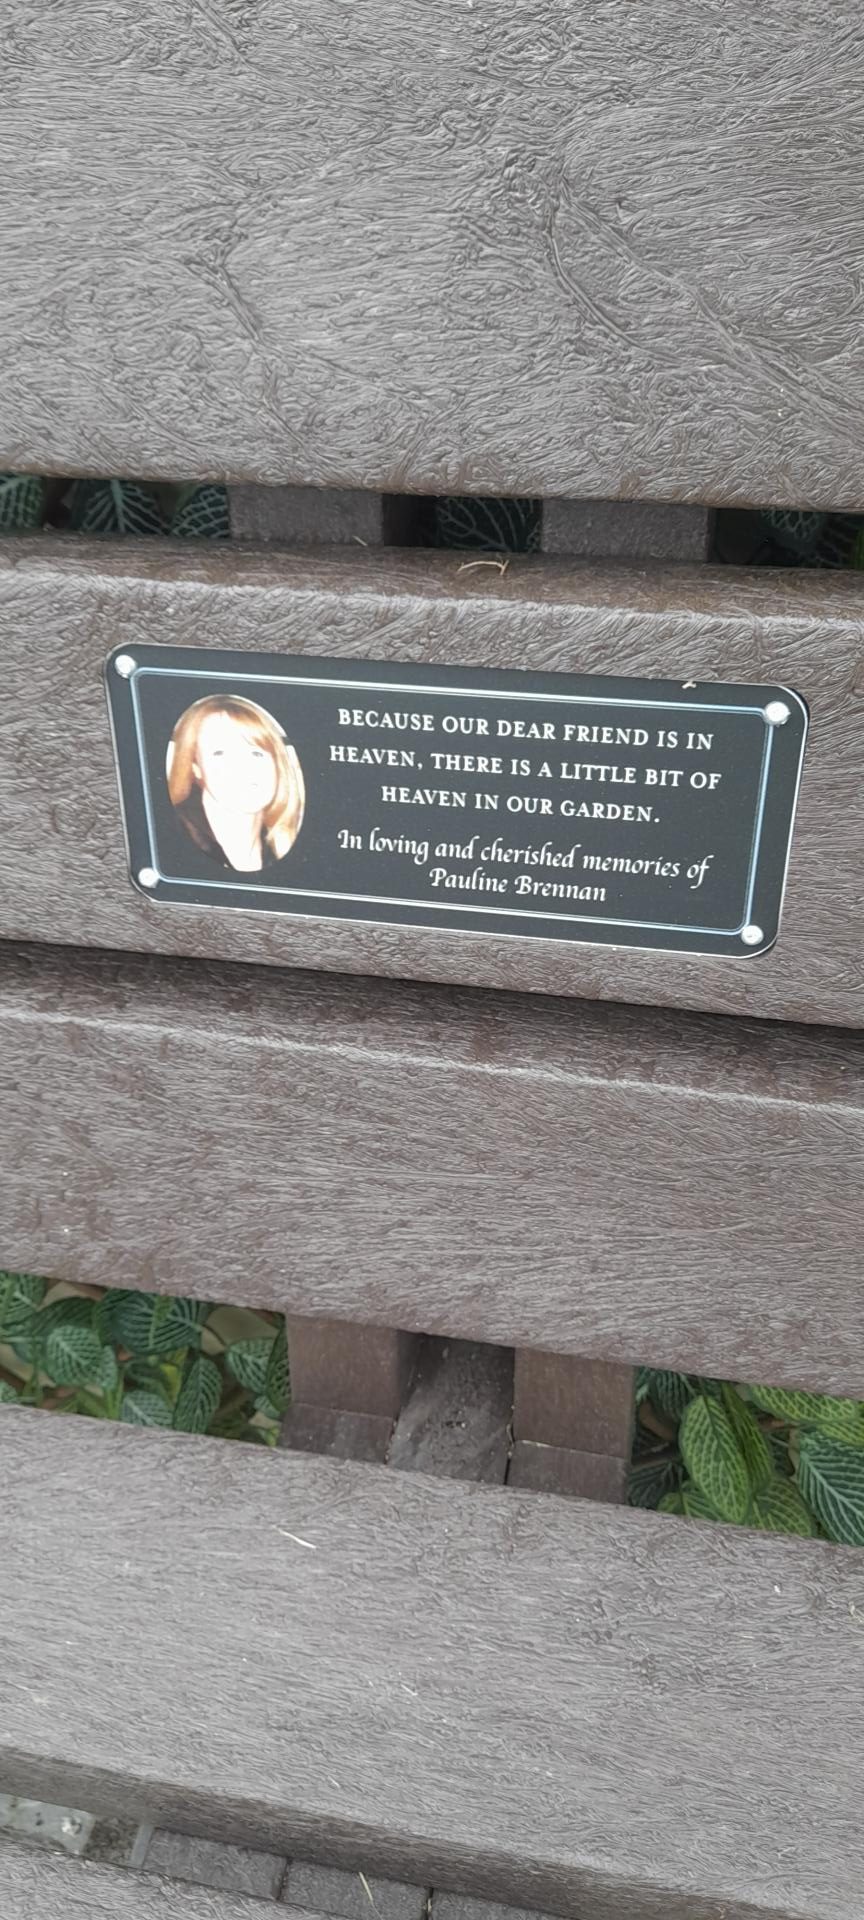 BECAUSE OUR DEAR FRIEND IS IN
HEAVEN, THERE IS A LITTLE BIT OF
HEAVEN IN OUR GARDEN.
In loving and cherished memories of
Pauline Brennan